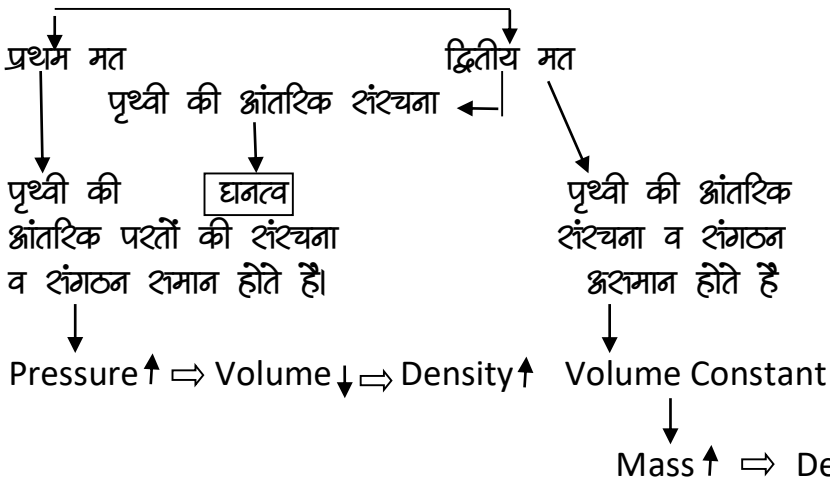 प्रथम मत द्वितीय मत
पृथ्वी की आंतरिक संरचना
पृथ्वी की घनत्व पृथ्वी की आंतरिक
आंतरिक परतों की संरचना संरचना व संगठन
व संगठन समान होते है। असमान होते है
Pressure↑ ⇨ Volume↓ ⇨ Density↑ Volume Constant
Mass↑ ⇨ De